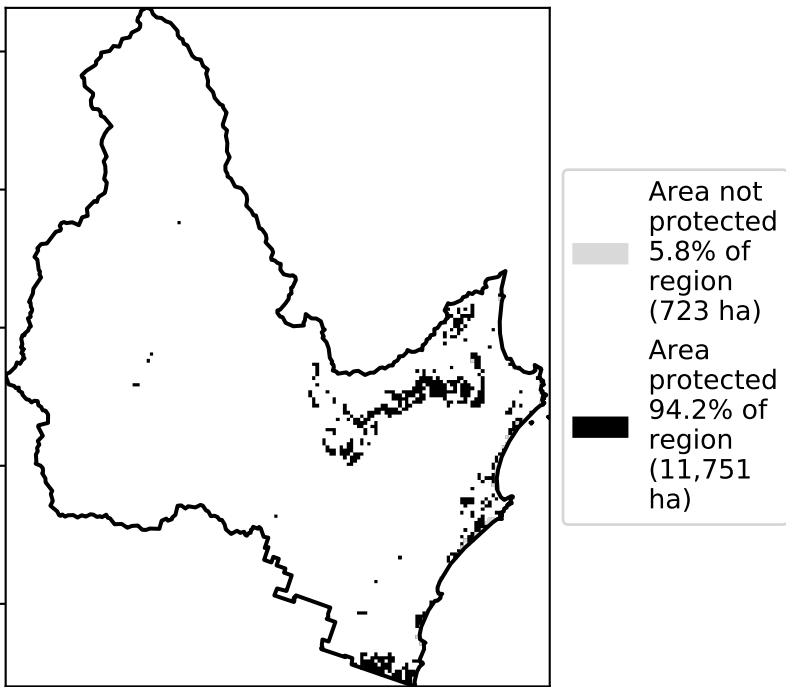 Area not
protected
5.8% of
region
(723 ha)
Area
protected
94.2% of
region
(11,751
ha)